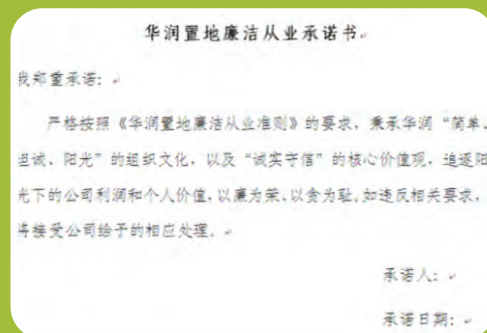 华润置地廉洁从业承诺书
我郑重承诺：
严格按照《华润置地廉洁从业准则》的要求，秉承华润“简单、
坦诚、阳光”的组织文化，以及“诚实守信”的核心价值观，追逐阳
光下的公司利润和个人价值，以廉为荣、以贪为耻。如违反相关要求，
将接受公司给予的相应处理。
承诺人：
承诺日期：